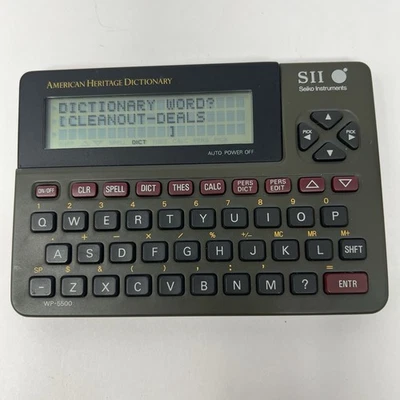 AMERICAN HERITAGE DICTIONARY
SII
Seiko Instruments
DICTIONARY WORD?
[CLEANOUT-DEALS
]
DICT
AUTO POWER OFF
PICK PICK
ON/OFF CLR SPELL DICT THES CALC PERS DICT PERS EDIT
1 2 3 4 5 6 7 8 9 0
Q W E R T Y U I O P
+ - × ÷ % +/- MC MR M+
A S D F G H J K L SHFT
SP &
- Z X C V B N M ? ENTR
WP-5500